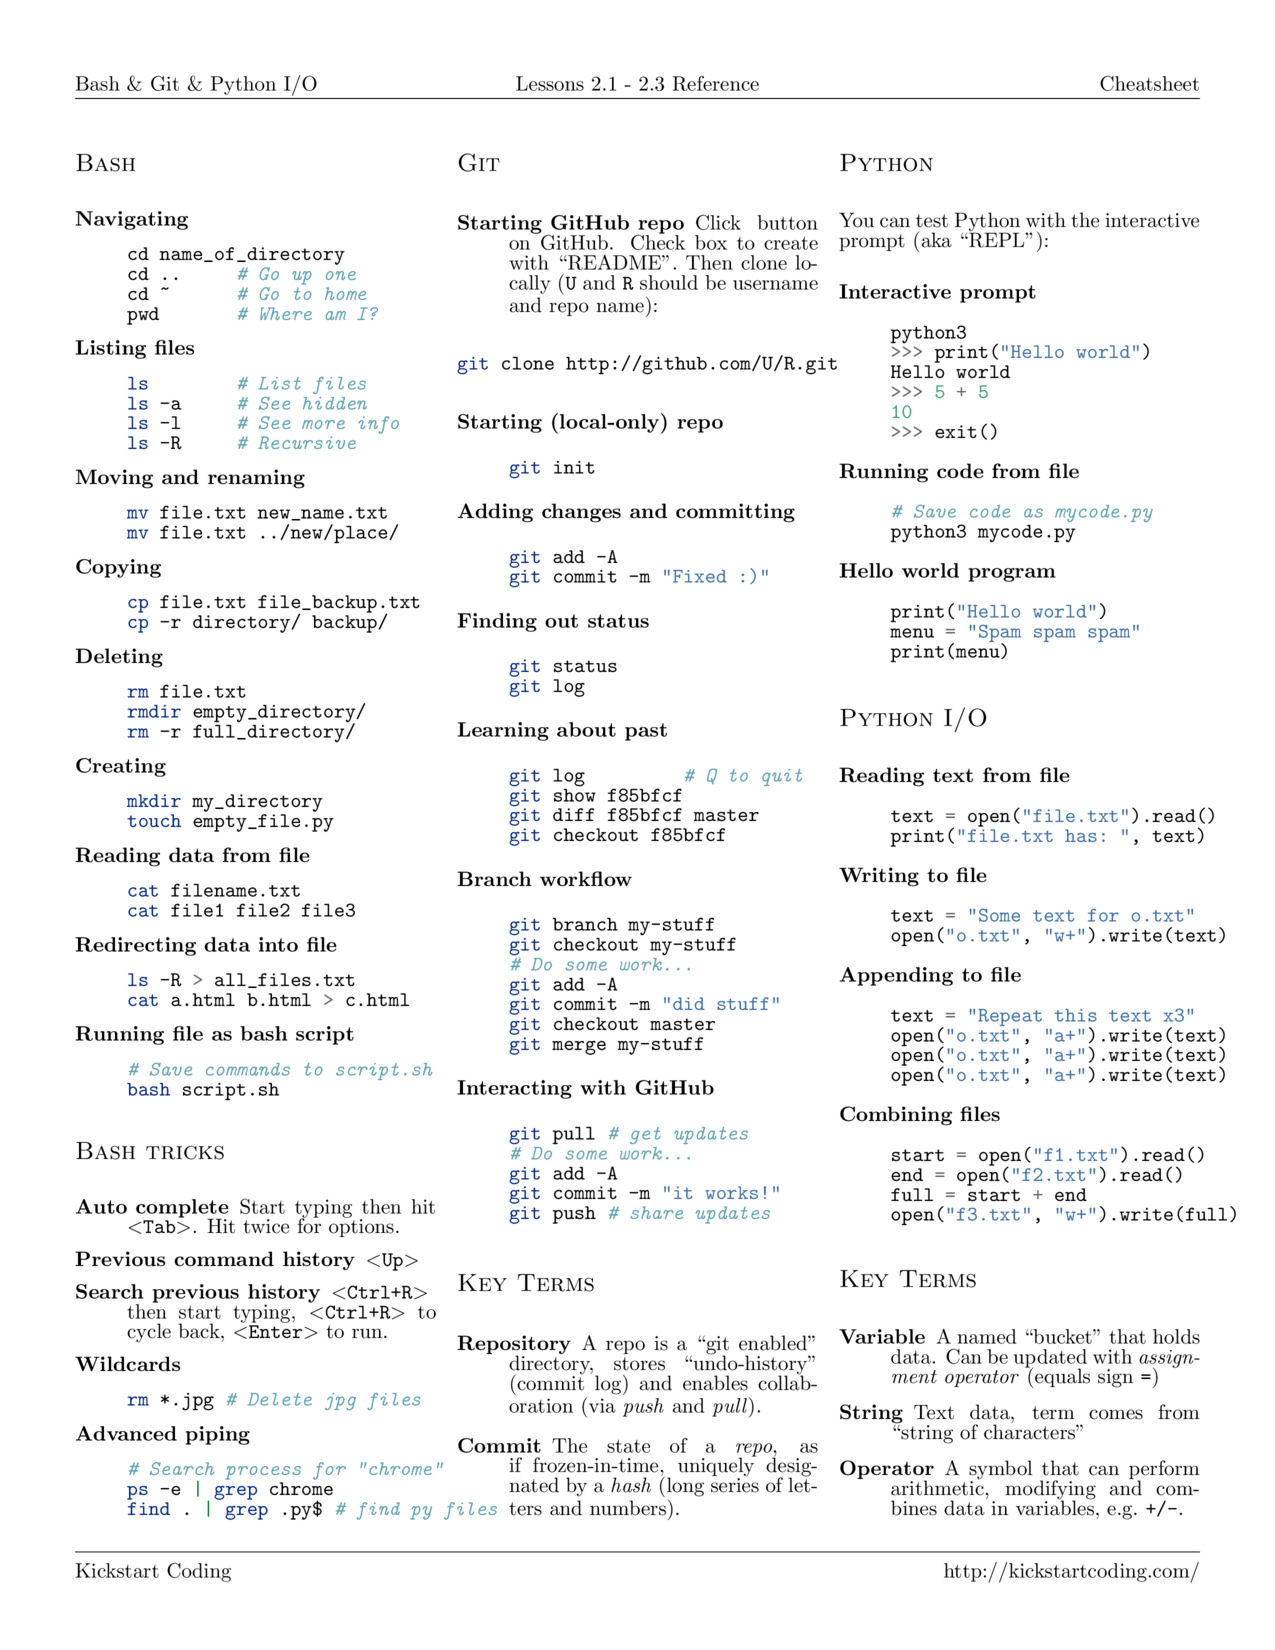 Bash & Git & Python I/O
Lessons 2.1 - 2.3 Reference
Cheatsheet
Bash
Navigating
cd name_of_directory
cd .. # Go up one
cd ~ # Go to home
pwd # Where am I?
Listing files
ls # List files
ls -a # See hidden
ls -l # See more info
ls -R # Recursive
Moving and renaming
mv file.txt new_name.txt
mv file.txt ../new/place/
Copying
cp file.txt file_backup.txt
cp -r directory/ backup/
Deleting
rm file.txt
rmdir empty_directory/
rm -r full_directory/
Creating
mkdir my_directory
touch empty_file.py
Reading data from file
cat filename.txt
cat file1 file2 file3
Redirecting data into file
ls -R > all_files.txt
cat a.html b.html > c.html
Running file as bash script
# Save commands to script.sh
bash script.sh
Bash tricks
Auto complete Start typing then hit
<Tab>. Hit twice for options.
Previous command history <Up>
Search previous history <Ctrl+R>
then start typing, <Ctrl+R> to
cycle back, <Enter> to run.
Wildcards
rm *.jpg # Delete jpg files
Advanced piping
# Search process for "chrome"
ps -e | grep chrome
find . | grep .py$ # find py files
Git
Starting GitHub repo Click button
on GitHub. Check box to create
with “README”. Then clone lo-
cally (U and R should be username
and repo name):
git clone http://github.com/U/R.git
Starting (local-only) repo
git init
Adding changes and committing
git add -A
git commit -m "Fixed :)"
Finding out status
git status
git log
Learning about past
git log # Q to quit
git show f85bfcf
git diff f85bfcf master
git checkout f85bfcf
Branch workflow
git branch my-stuff
git checkout my-stuff
# Do some work...
git add -A
git commit -m "did stuff"
git checkout master
git merge my-stuff
Interacting with GitHub
git pull # get updates
# Do some work...
git add -A
git commit -m "it works!"
git push # share updates
Key Terms
Repository A repo is a “git enabled”
directory, stores “undo-history”
(commit log) and enables collab-
oration (via push and pull).
Commit The state of a repo, as
if frozen-in-time, uniquely desig-
nated by a hash (long series of let-
ters and numbers).
Python
You can test Python with the interactive
prompt (aka “REPL”):
Interactive prompt
python3
>>> print("Hello world")
Hello world
>>> 5 + 5
10
>>> exit()
Running code from file
# Save code as mycode.py
python3 mycode.py
Hello world program
print("Hello world")
menu = "Spam spam spam"
print(menu)
Python I/O
Reading text from file
text = open("file.txt").read()
print("file.txt has: ", text)
Writing to file
text = "Some text for o.txt"
open("o.txt", "w+").write(text)
Appending to file
text = "Repeat this text x3"
open("o.txt", "a+").write(text)
open("o.txt", "a+").write(text)
open("o.txt", "a+").write(text)
Combining files
start = open("f1.txt").read()
end = open("f2.txt").read()
full = start + end
open("f3.txt", "w+").write(full)
Key Terms
Variable A named “bucket” that holds
data. Can be updated with assign-
ment operator (equals sign =)
String Text data, term comes from
“string of characters”
Operator A symbol that can perform
arithmetic, modifying and com-
bines data in variables, e.g. +/-.
Kickstart Coding
http://kickstartcoding.com/